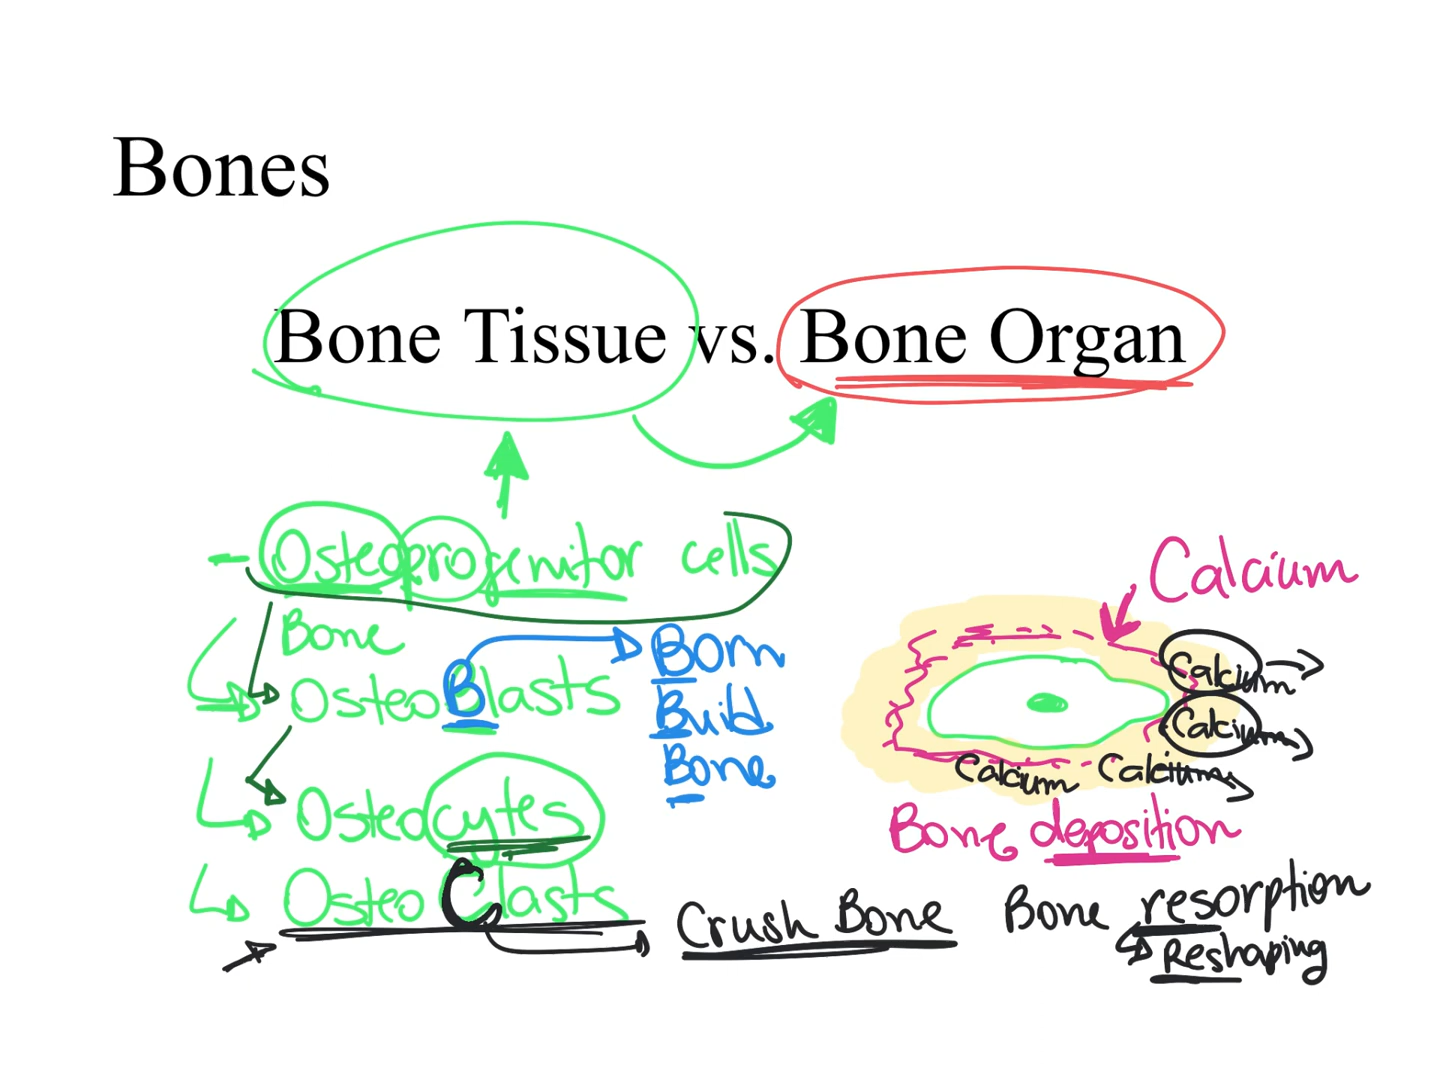 Bones
Bone Tissue vs. Bone Organ
- Osteoprogenitor cells
Bone
OsteoBlasts
Born
Build
Bone
Osteocytes
OsteoClasts
Crush Bone
Calcium
Calcium
Calcium
Calcium Calcium
Bone deposition
Bone resorption
Reshaping